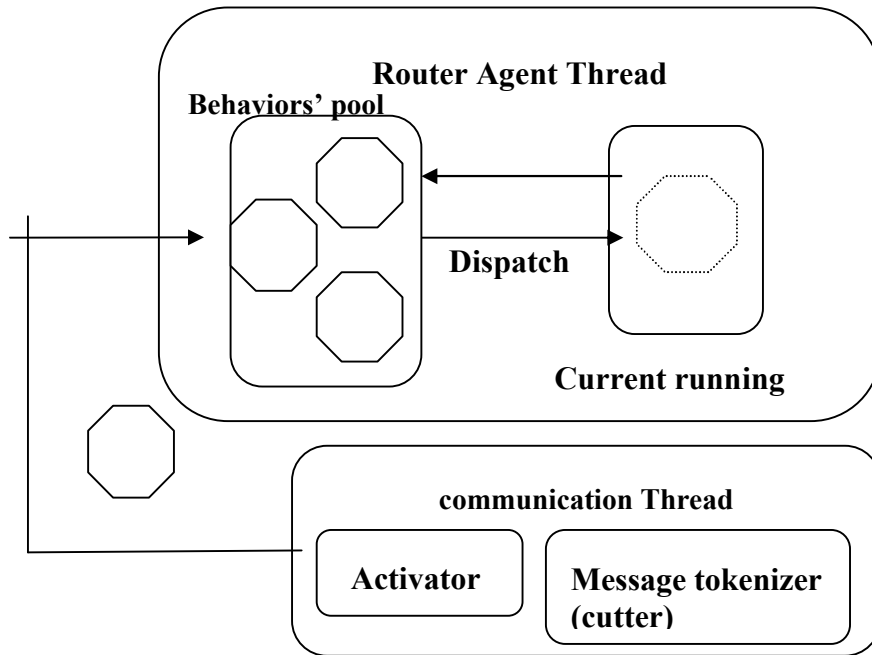 Router Agent Thread
Behaviors’ pool
Dispatch
Current running
communication Thread
Activator
Message tokenizer
(cutter)